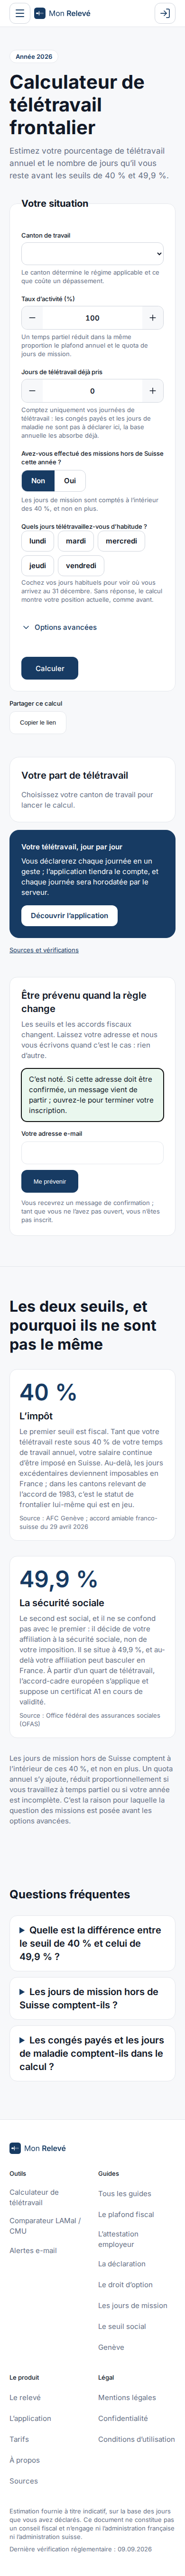 Mon Relevé
Année 2026
Calculateur de
télétravail
frontalier
Estimez votre pourcentage de télétravail
annuel et le nombre de jours qu’il vous
reste avant les seuils de 40 % et 49,9 %.
Votre situation
Canton de travail
Le canton détermine le régime applicable et ce
que coûte un dépassement.
Taux d’activité (%)
100
Un temps partiel réduit dans la même
proportion le plafond annuel et le quota de
jours de mission.
Jours de télétravail déjà pris
0
Comptez uniquement vos journées de
télétravail : les congés payés et les jours de
maladie ne sont pas à déclarer ici, la base
annuelle les absorbe déjà.
Avez-vous effectué des missions hors de Suisse
cette année ?
Non
Oui
Les jours de mission sont comptés à l’intérieur
des 40 %, et non en plus.
Quels jours télétravaillez-vous d’habitude ?
lundi
mardi
mercredi
jeudi
vendredi
Cochez vos jours habituels pour voir où vous
arrivez au 31 décembre. Sans réponse, le calcul
montre votre position actuelle, comme avant.
Options avancées
Calculer
Partager ce calcul
Copier le lien
Votre part de télétravail
Choisissez votre canton de travail pour
lancer le calcul.
Votre télétravail, jour par jour
Vous déclarerez chaque journée en un
geste ; l’application tiendra le compte, et
chaque journée sera horodatée par le
serveur.
Découvrir l’application
Sources et vérifications
Être prévenu quand la règle
change
Les seuils et les accords fiscaux
changent. Laissez votre adresse et nous
vous écrivons quand c’est le cas : rien
d’autre.
C’est noté. Si cette adresse doit être
confirmée, un message vient de
partir ; ouvrez-le pour terminer votre
inscription.
Votre adresse e-mail
Me prévenir
Vous recevrez un message de confirmation ;
tant que vous ne l’avez pas ouvert, vous n’êtes
pas inscrit.
Les deux seuils, et
pourquoi ils ne sont
pas le même
40 %
L’impôt
Le premier seuil est fiscal. Tant que votre
télétravail reste sous 40 % de votre temps
de travail annuel, votre salaire continue
d’être imposé en Suisse. Au-delà, les jours
excédentaires deviennent imposables en
France ; dans les cantons relevant de
l’accord de 1983, c’est le statut de
frontalier lui-même qui est en jeu.
Source : AFC Genève ; accord amiable franco-
suisse du 29 avril 2026
49,9 %
La sécurité sociale
Le second est social, et il ne se confond
pas avec le premier : il décide de votre
affiliation à la sécurité sociale, non de
votre imposition. Il se situe à 49,9 %, et au-
delà votre affiliation peut basculer en
France. À partir d’un quart de télétravail,
l’accord-cadre européen s’applique et
suppose un certificat A1 en cours de
validité.
Source : Office fédéral des assurances sociales
(OFAS)
Les jours de mission hors de Suisse comptent à
l’intérieur de ces 40 %, et non en plus. Un quota
annuel s’y ajoute, réduit proportionnellement si
vous travaillez à temps partiel ou si votre année
est incomplète. C’est la raison pour laquelle la
question des missions est posée avant les
options avancées.
Questions fréquentes
Quelle est la différence entre
le seuil de 40 % et celui de
49,9 % ?
Les jours de mission hors de
Suisse comptent-ils ?
Les congés payés et les jours
de maladie comptent-ils dans le
calcul ?
Mon Relevé
Outils
Calculateur de
télétravail
Comparateur LAMal /
CMU
Alertes e-mail
Guides
Tous les guides
Le plafond fiscal
L’attestation
employeur
La déclaration
Le droit d’option
Les jours de mission
Le seuil social
Genève
Le produit
Le relevé
L’application
Tarifs
À propos
Sources
Légal
Mentions légales
Confidentialité
Conditions d’utilisation
Estimation fournie à titre indicatif, sur la base des jours
que vous avez déclarés. Ce document ne constitue pas
un conseil fiscal et n’engage ni l’administration française
ni l’administration suisse.
Dernière vérification réglementaire : 09.09.2026